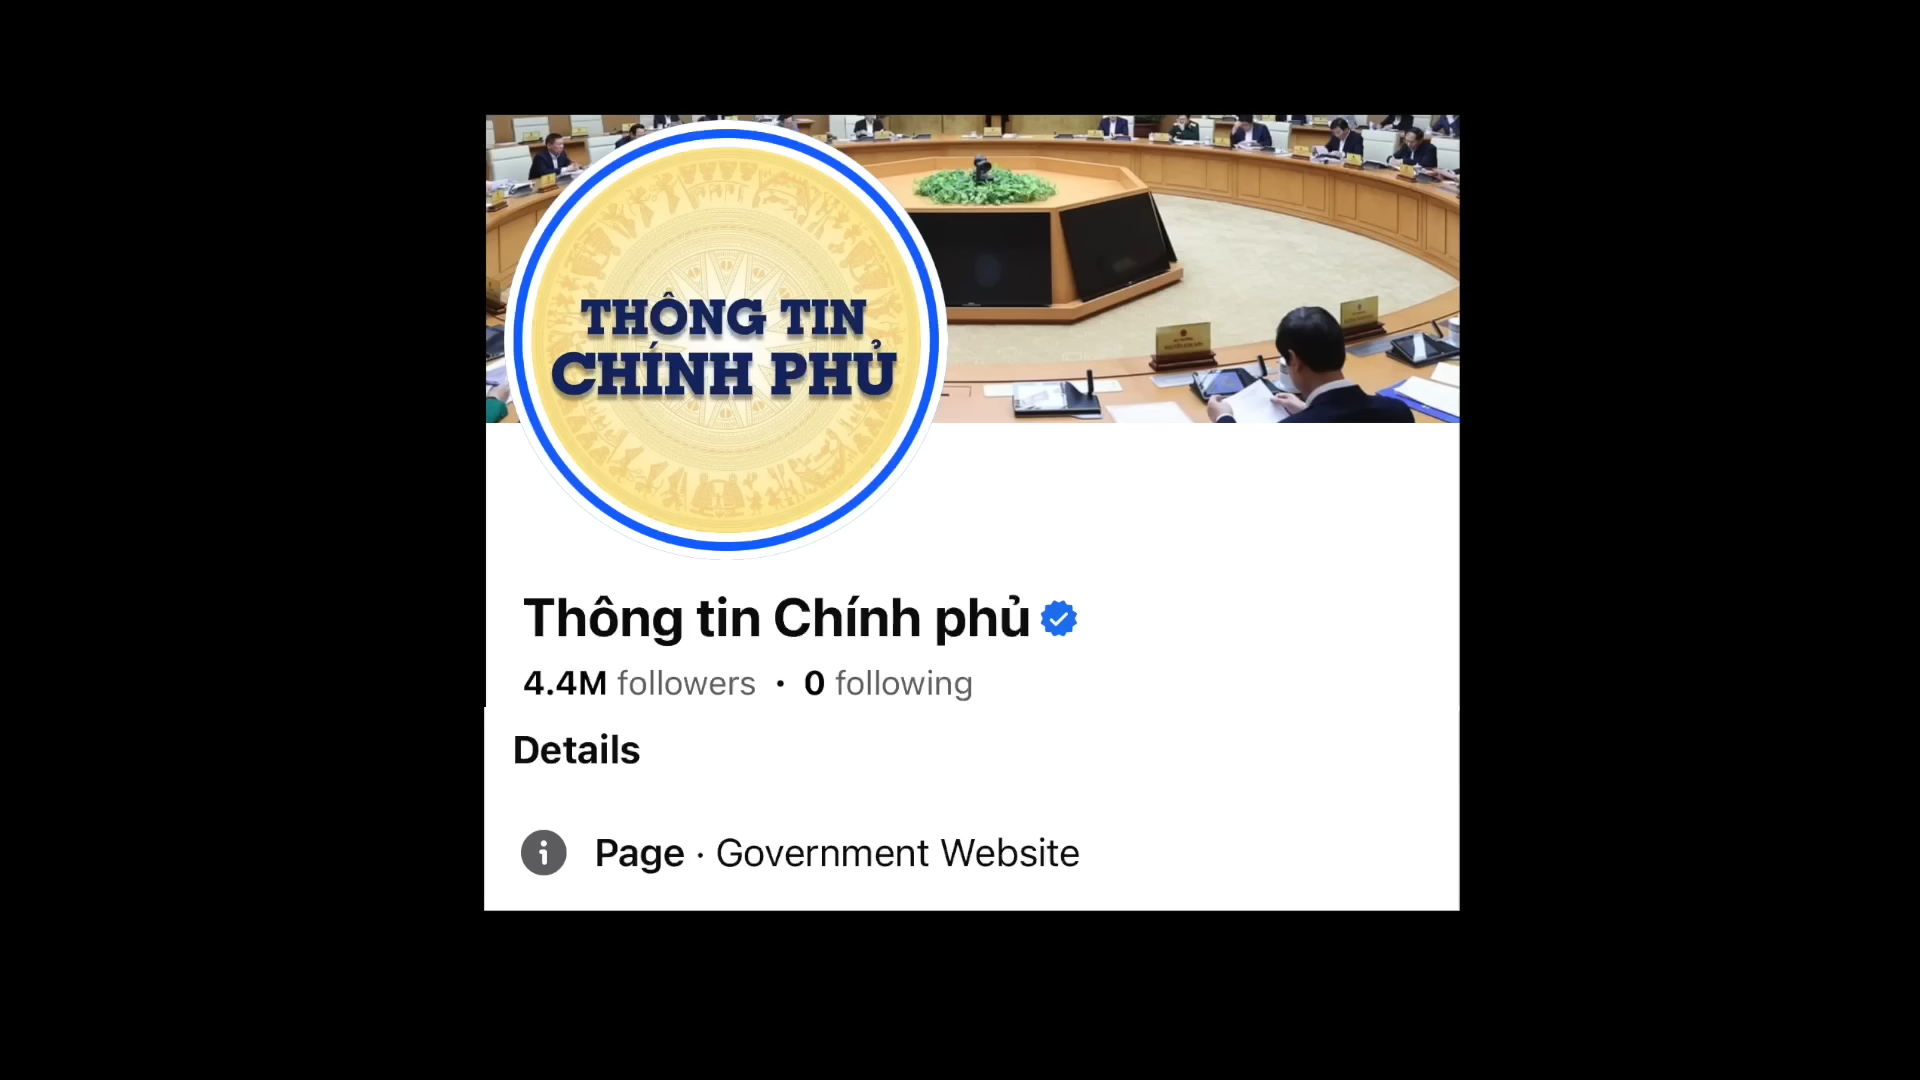 THÔNG TIN
CHÍNH PHỦ
Thông tin Chính phủ
4.4M followers · 0 following
Details
Page · Government Website